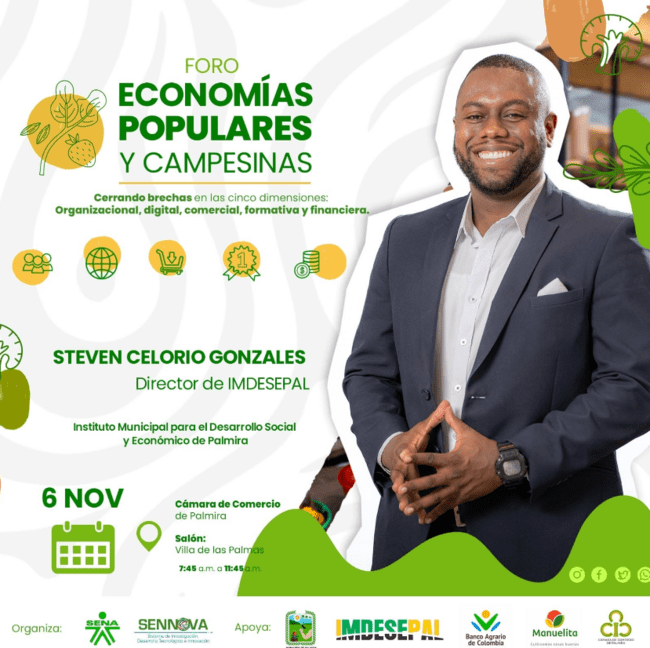 FORO
ECONOMÍAS
POPULARES
Y CAMPESINAS
Cerrando brechas en las cinco dimensiones:
Organizacional, digital, comercial, formativa y financiera.
1
$
STEVEN CELORIO GONZALES
Director de IMDESEPAL
Instituto Municipal para el Desarrollo Social
y Económico de Palmira
6 NOV
Cámara de Comercio
de Palmira
Salón:
Villa de las Palmas
7:45 a.m. a 11:45 a.m.
Organiza:
SENA
SENNOVA
Sistema de Investigación,
Desarrollo Tecnológico e Innovación
Apoya:
IMDESEPAL
Banco Agrario
de Colombia
Manuelita